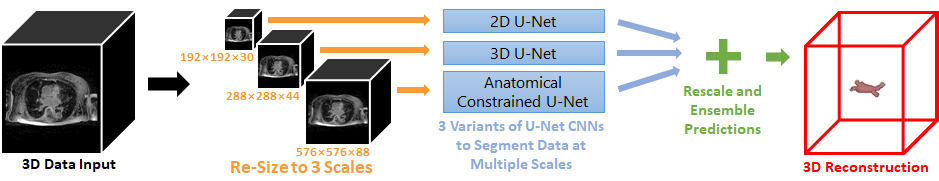 3D Data Input
192×192×30
288×288×44
576×576×88
Re-Size to 3 Scales
2D U-Net
3D U-Net
Anatomical
Constrained U-Net
3 Variants of U-Net CNNs
to Segment Data at
Multiple Scales
Rescale and
Ensemble
Predictions
3D Reconstruction